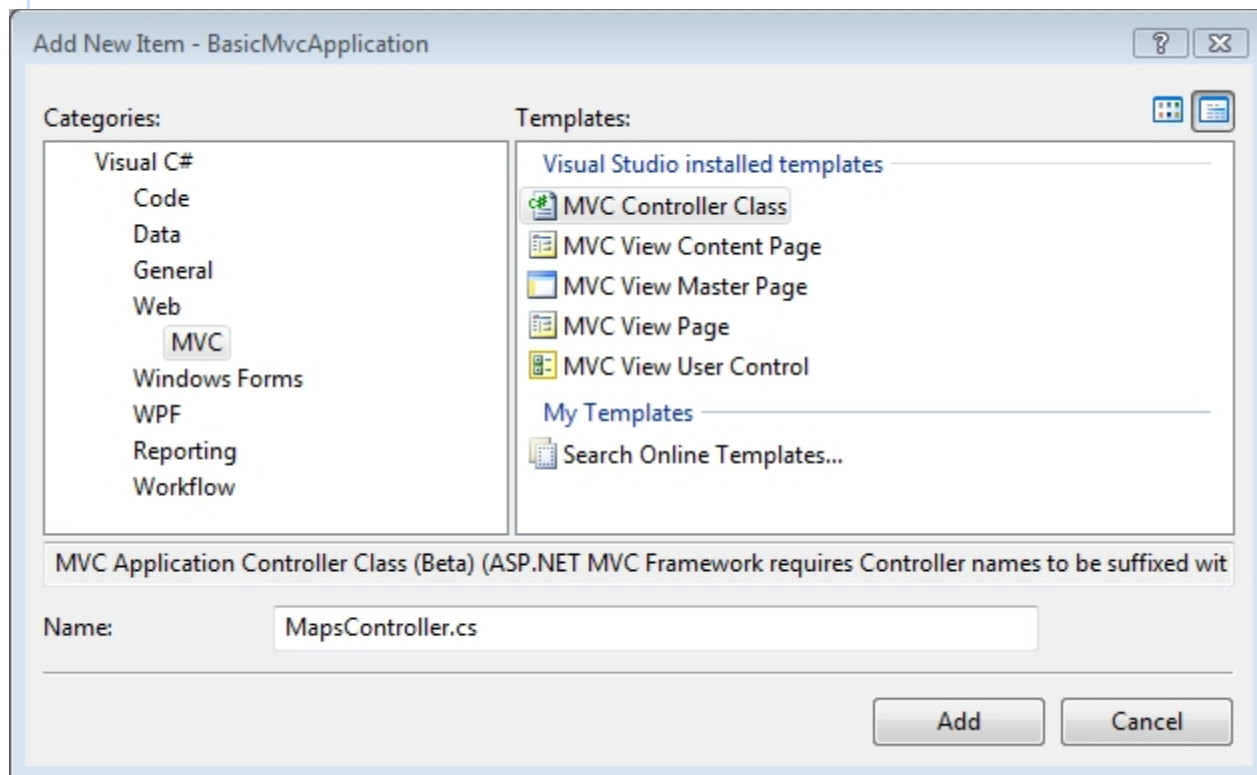 Add New Item - BasicMvcApplication
Categories:
Visual C#
Code
Data
General
Web
MVC
Windows Forms
WPF
Reporting
Workflow
Templates:
Visual Studio installed templates
MVC Controller Class
MVC View Content Page
MVC View Master Page
MVC View Page
MVC View User Control
My Templates
Search Online Templates...
MVC Application Controller Class (Beta) (ASP.NET MVC Framework requires Controller names to be suffixed wit
Name:
MapsController.cs
Add
Cancel